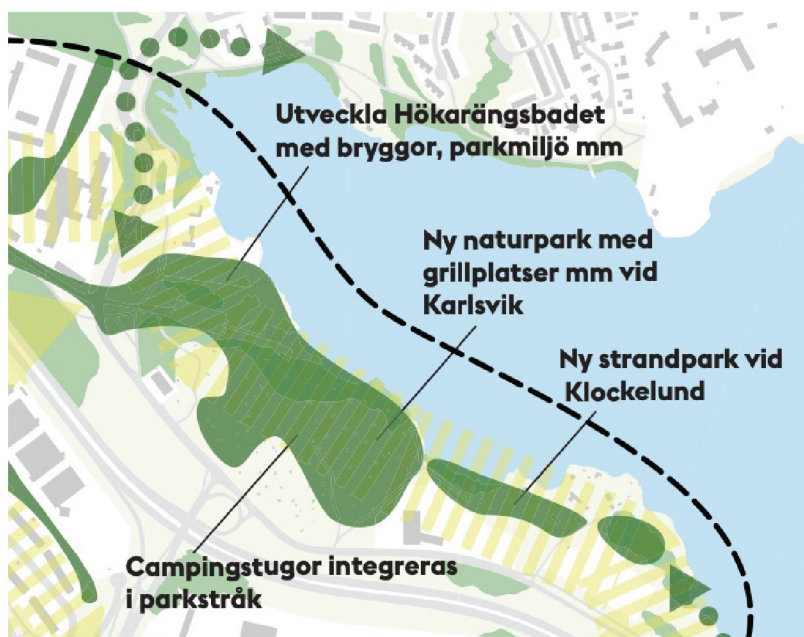 Utveckla Hökarängsbadet
med bryggor, parkmiljö mm
Ny naturpark med
grillplatser mm vid
Karlsvik
Ny strandpark vid
Klockelund
Campingstugor integreras
i parkstråk